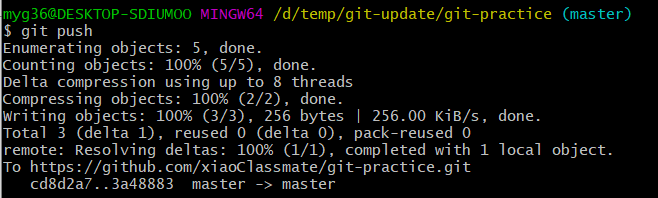 myg36@DESKTOP-SDIUMOO MINGW64 /d/temp/git-update/git-practice (master)
$ git push
Enumerating objects: 5, done.
Counting objects: 100% (5/5), done.
Delta compression using up to 8 threads
Compressing objects: 100% (2/2), done.
Writing objects: 100% (3/3), 256 bytes | 256.00 KiB/s, done.
Total 3 (delta 1), reused 0 (delta 0), pack-reused 0
remote: Resolving deltas: 100% (1/1), completed with 1 local object.
To https://github.com/xiaoClassmate/git-practice.git
   cd8d2a7..3a48883  master -> master